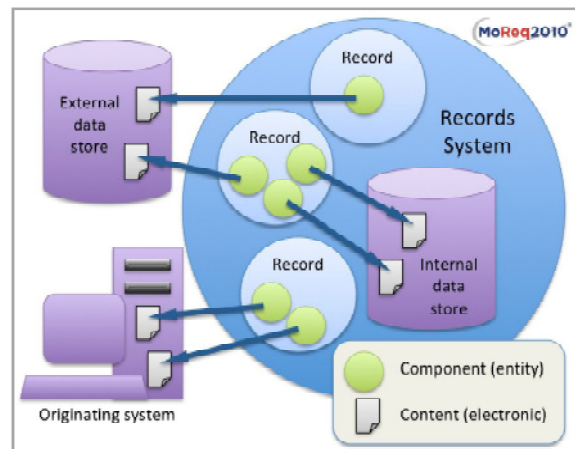 MoReq2010®
Record
External
data
store
Records
System
Record
Record
Internal
data
store
Originating system
Component (entity)
Content (electronic)